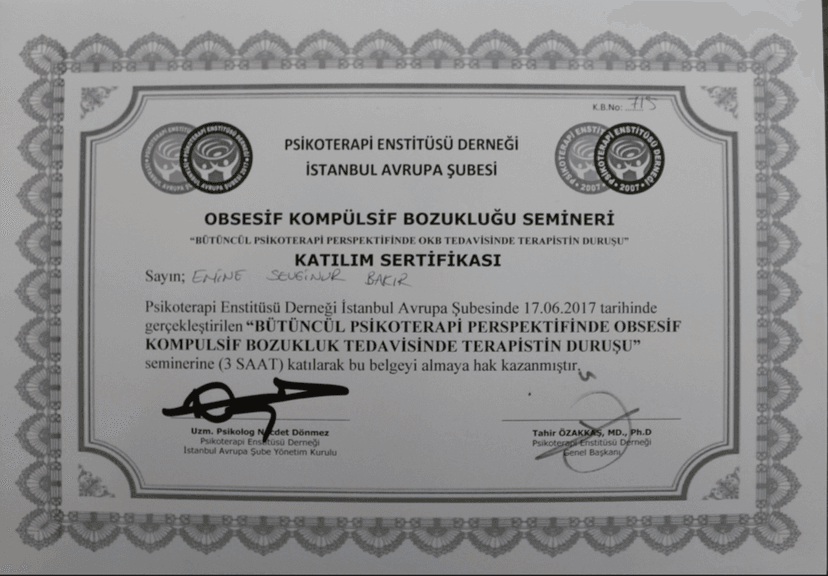 K.B.No: 715
PSİKOTERAPİ ENSTİTÜSÜ DERNEĞİ
İSTANBUL AVRUPA ŞUBESİ
OBSESİF KOMPÜLSİF BOZUKLUĞU SEMİNERİ
“BÜTÜNCÜL PSİKOTERAPİ PERSPEKTİFİNDE OKB TEDAVİSİNDE TERAPİSTİN DURUŞU”
KATILIM SERTİFİKASI
Sayın; EMİNE SEVGİNUR BAKIR
Psikoterapi Enstitüsü Derneği İstanbul Avrupa Şubesinde 17.06.2017 tarihinde
gerçekleştirilen “BÜTÜNCÜL PSİKOTERAPİ PERSPEKTİFİNDE OBSESİF
KOMPULSİF BOZUKLUK TEDAVİSİNDE TERAPİSTİN DURUŞU”
seminerine (3 SAAT) katılarak bu belgeyi almaya hak kazanmıştır.
Uzm. Psikolog Necdet Dönmez
Psikoterapi Enstitüsü Derneği
İstanbul Avrupa Şube Yönetim Kurulu
Tahir ÖZAKKAŞ, MD., Ph.D
Psikoterapi Enstitüsü Derneği
Genel Başkanı